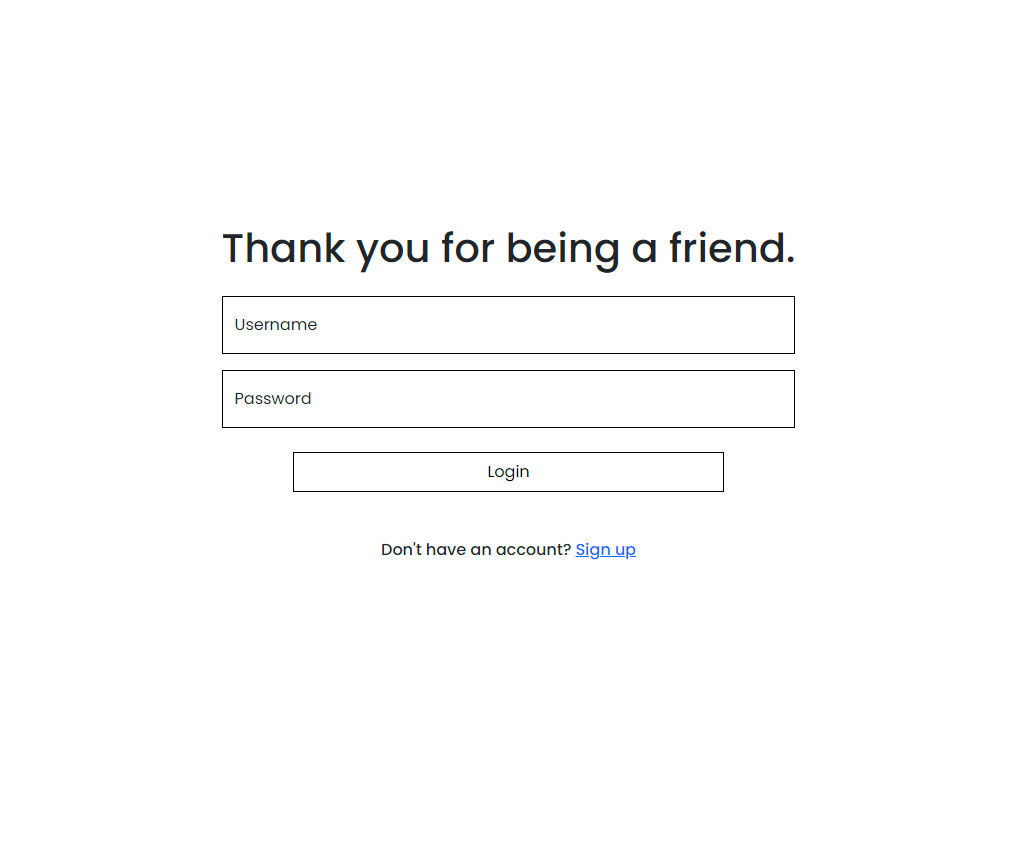 Thank you for being a friend.
Username
Password
Login
Don't have an account? Sign up